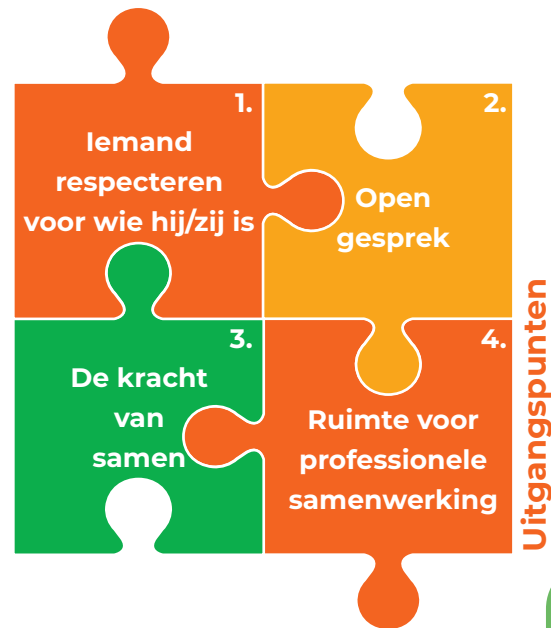 1.
Iemand
respecteren
voor wie hij/zij is
2.
Open
gesprek
3.
De kracht
van
samen
4.
Ruimte voor
professionele
samenwerking
Uitgangspunten